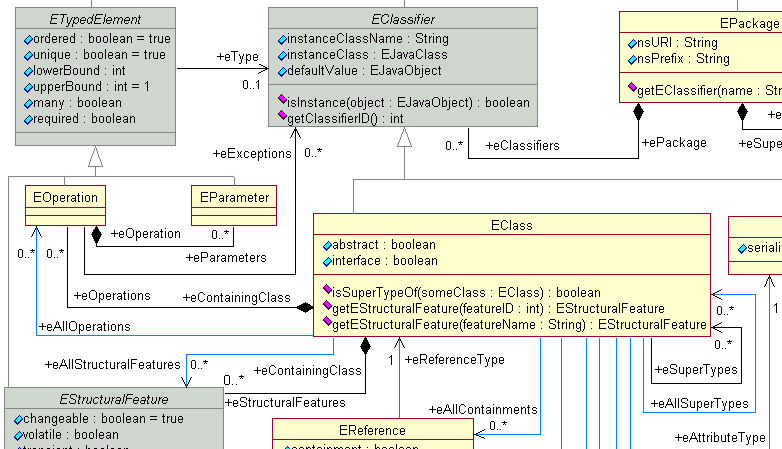 ETypedElement
ordered : boolean = true
unique : boolean = true
lowerBound : int
upperBound : int = 1
many : boolean
required : boolean
+eType
0..1
EClassifier
instanceClassName : String
instanceClass : EJavaClass
defaultValue : EJavaObject
isInstance(object : EJavaObject) : boolean
getClassifierID() : int
EPackage
nsURI : String
nsPrefix : String
getEClassifier(name : Str
+eExceptions
0..*
0..*
+eClassifiers
+ePackage
+e
+eSupe
EOperation
EParameter
+eOperation
0..*
0..*
0..*
+eParameters
+eOperations
+eContainingClass
+eAllOperations
EClass
abstract : boolean
interface : boolean
isSuperTypeOf(someClass : EClass) : boolean
getEStructuralFeature(featureID : int) : EStructuralFeature
getEStructuralFeature(featureName : String) : EStructuralFeature
seriali
0..*
1
0..*
+eAllStructuralFeatures
0..*
+eContainingClass
0..*
+eStructuralFeatures
1
+eReferenceType
+eSuperTypes
+eAllSuperTypes
+eAllContainments
0..*
+eAttributeType
EStructuralFeature
changeable : boolean = true
volatile : boolean
transient : boolean
EReference
containment : boolean